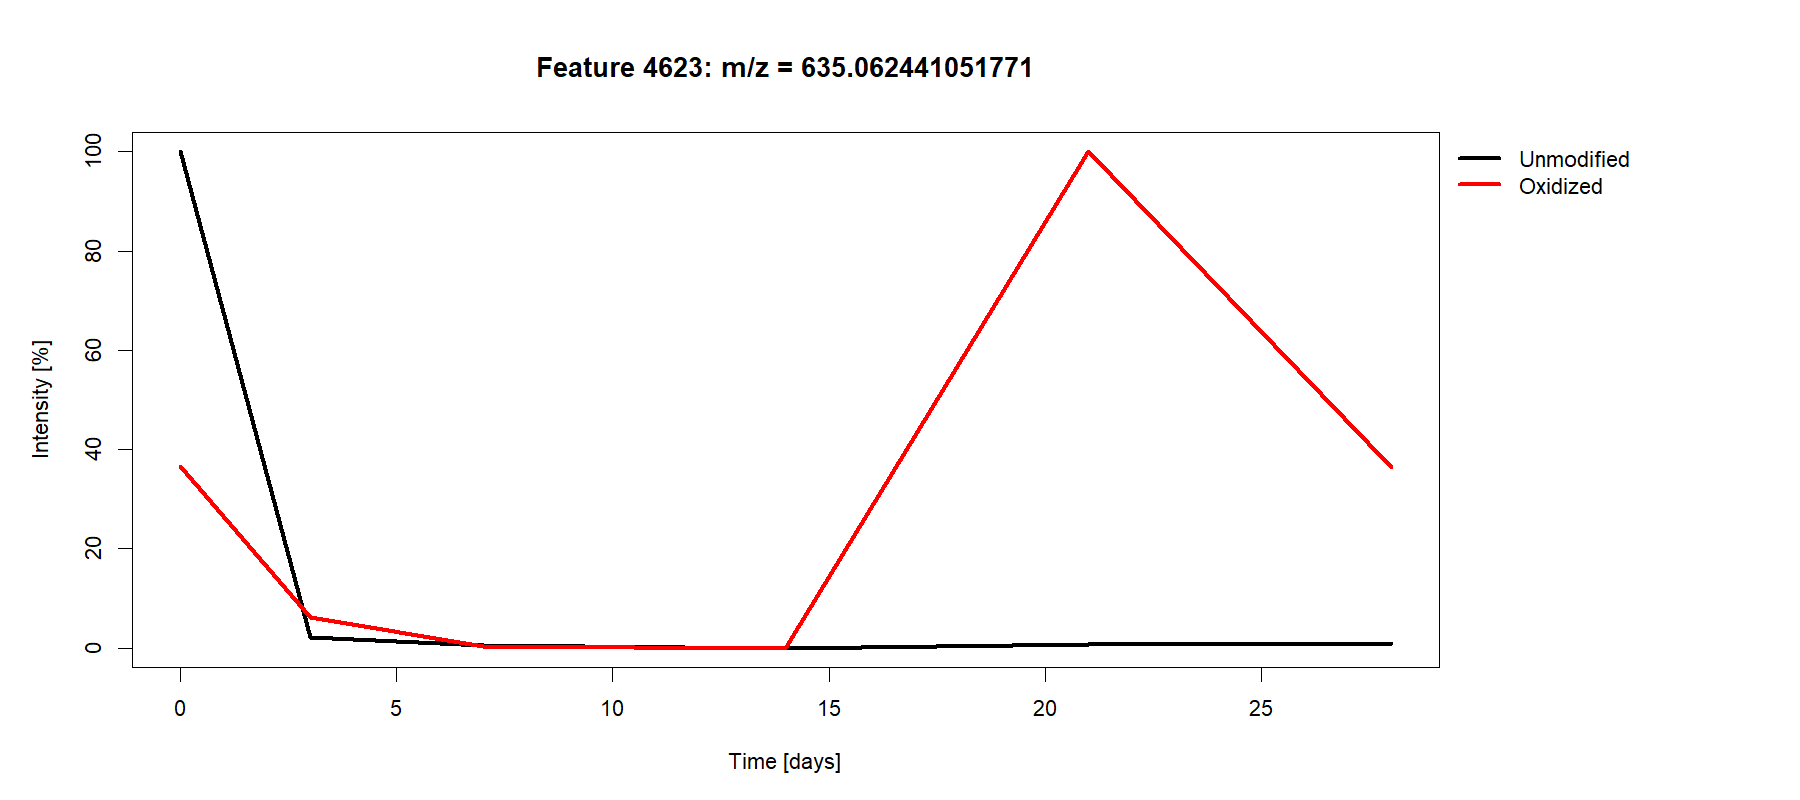 Feature 4623: m/z = 635.062441051771
Unmodified
Oxidized
Intensity [%]
100
80
60
40
20
0
0 5 10 15 20 25
Time [days]